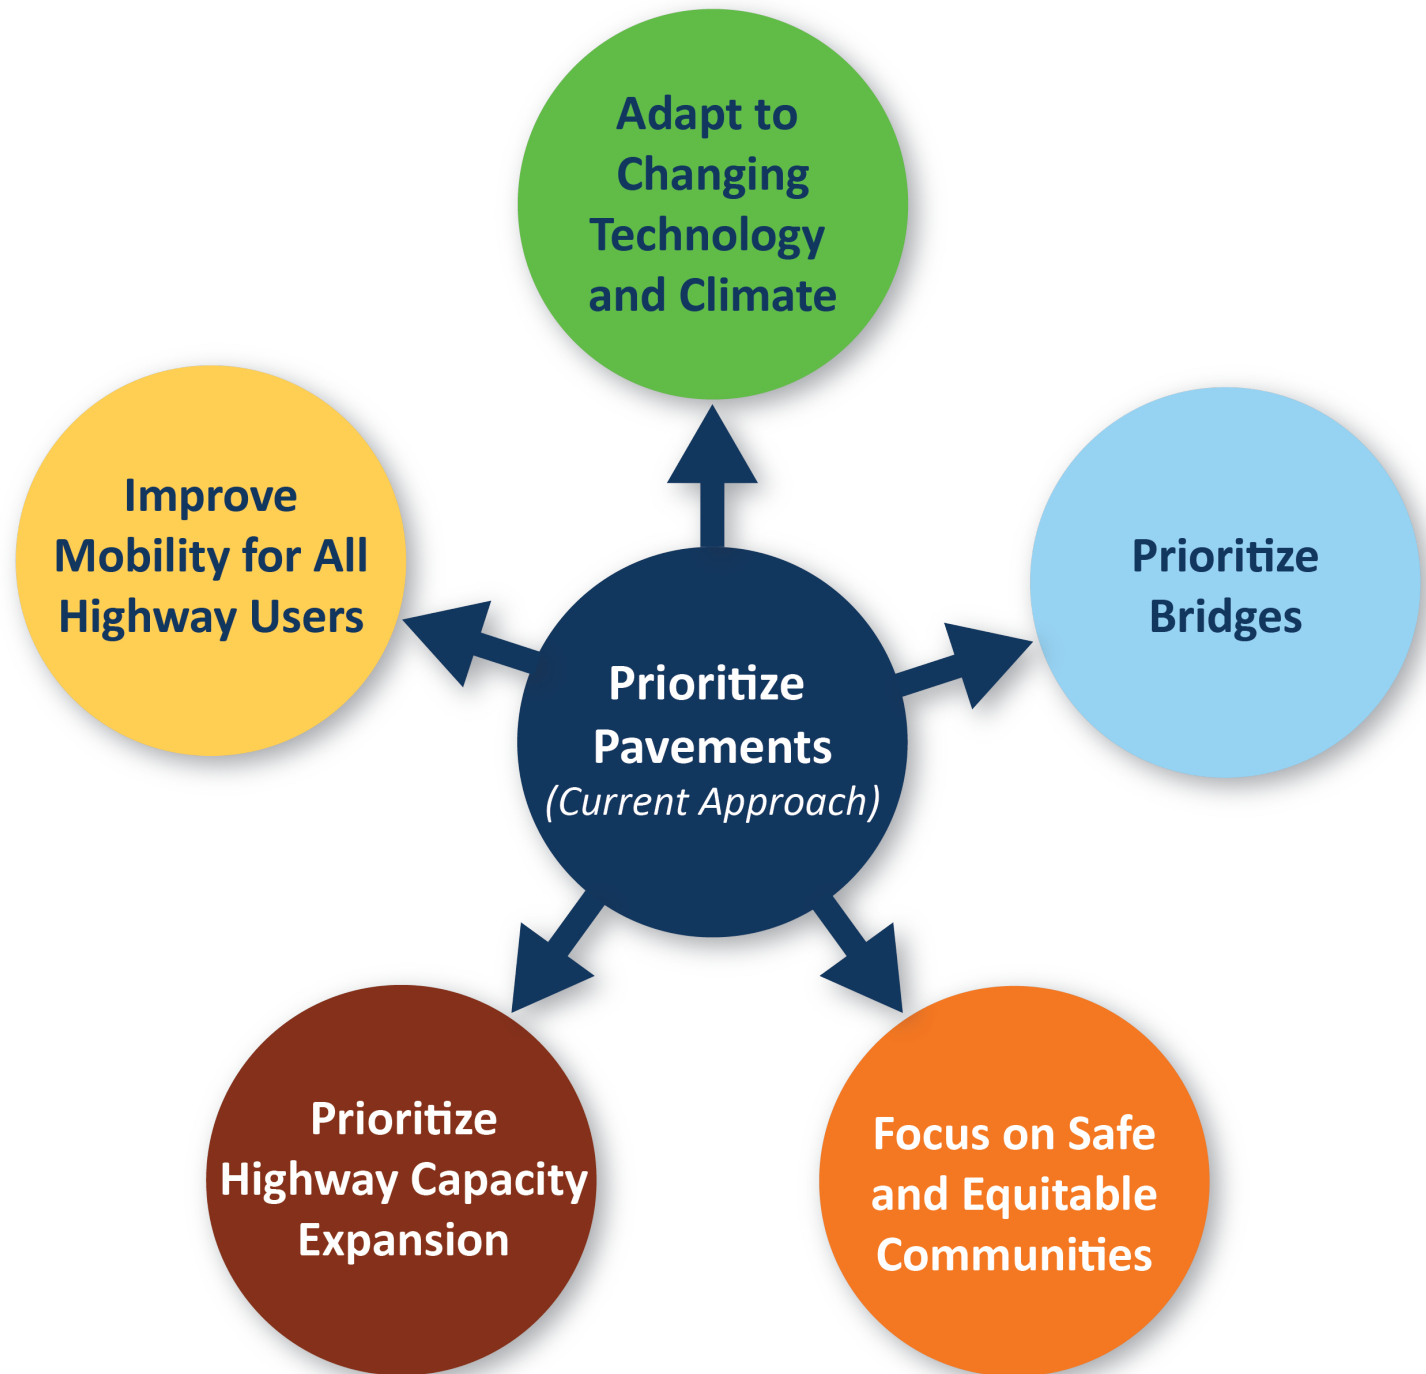 Adapt to
Changing
Technology
and Climate
Improve
Mobility for All
Highway Users
Prioritize
Bridges
Prioritize
Pavements
(Current Approach)
Prioritize
Highway Capacity
Expansion
Focus on Safe
and Equitable
Communities